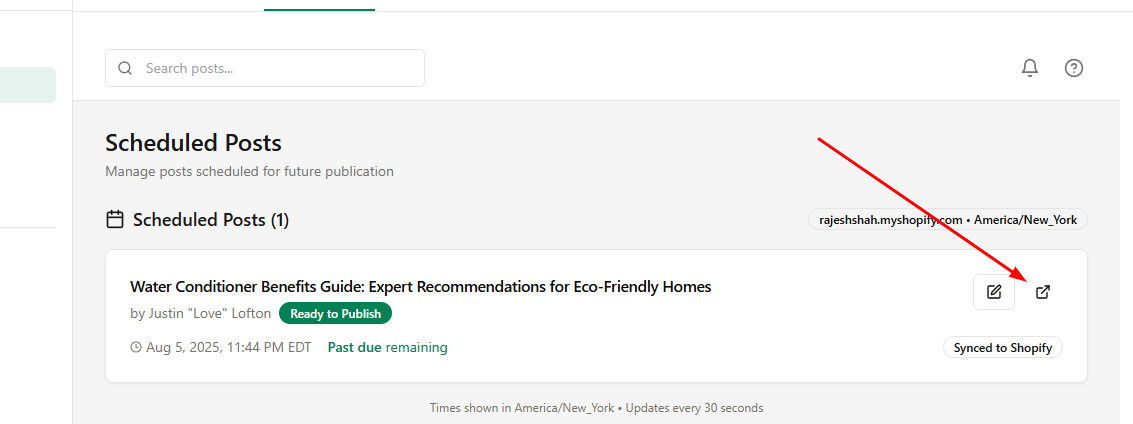 Search posts...
Scheduled Posts
Manage posts scheduled for future publication
Scheduled Posts (1)
rajeshshah.myshopify.com • America/New_York
Water Conditioner Benefits Guide: Expert Recommendations for Eco-Friendly Homes
by Justin "Love" Lofton Ready to Publish
Aug 5, 2025, 11:44 PM EDT Past due remaining
Synced to Shopify
Times shown in America/New_York • Updates every 30 seconds